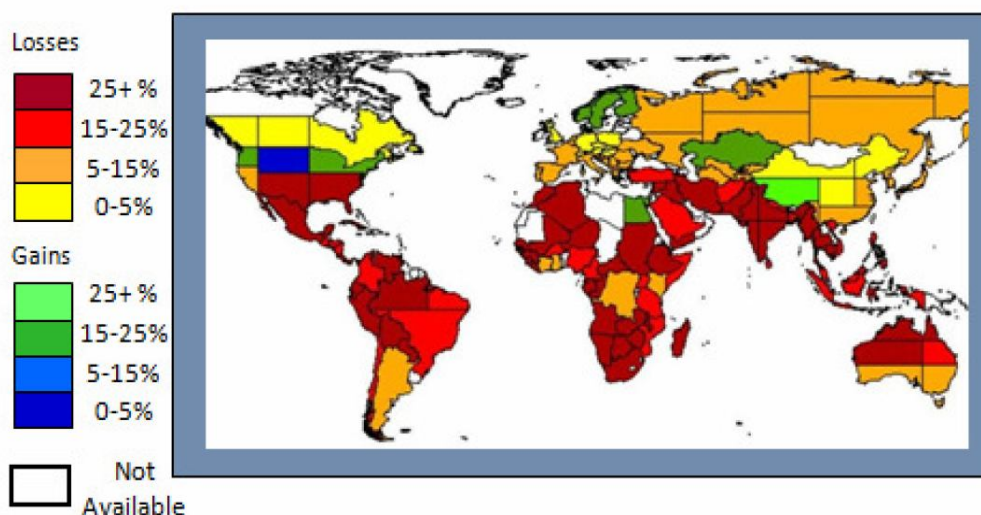 Losses
25+ %
15-25%
5-15%
0-5%
Gains
25+ %
15-25%
5-15%
0-5%
Not
Available